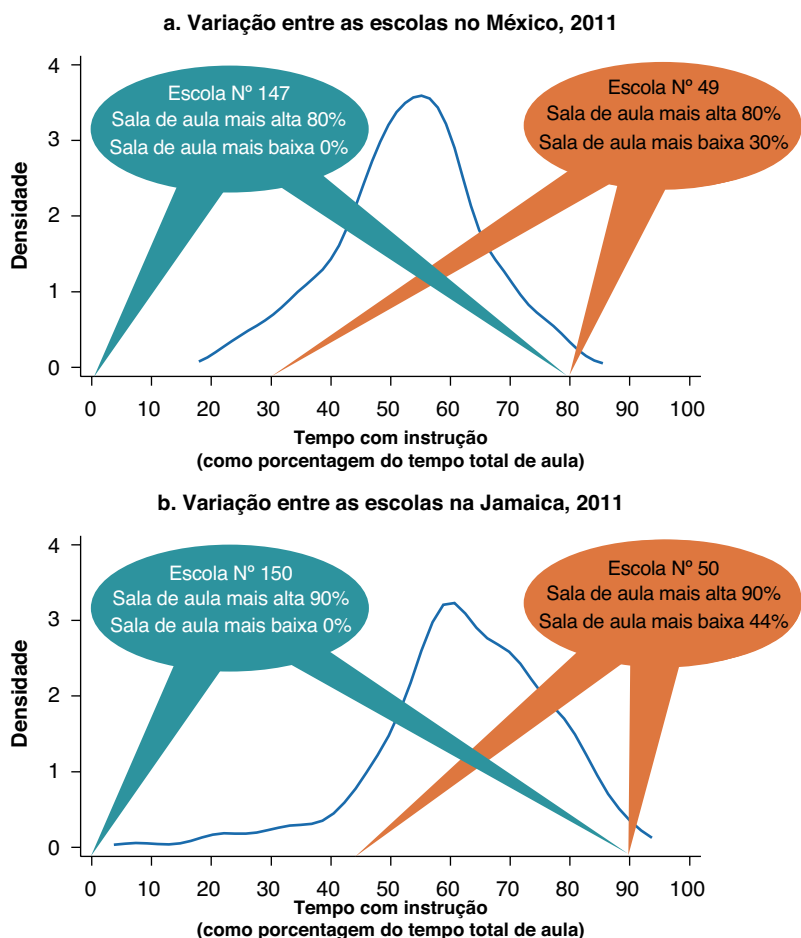 a. Variação entre as escolas no México, 2011
Escola Nº 147
Sala de aula mais alta 80%
Sala de aula mais baixa 0%
Escola Nº 49
Sala de aula mais alta 80%
Sala de aula mais baixa 30%
Densidade
4
3
2
1
0
0 10 20 30 40 50 60 70 80 90 100
Tempo com instrução
(como porcentagem do tempo total de aula)
b. Variação entre as escolas na Jamaica, 2011
Escola Nº 150
Sala de aula mais alta 90%
Sala de aula mais baixa 0%
Escola Nº 50
Sala de aula mais alta 90%
Sala de aula mais baixa 44%
Densidade
4
3
2
1
0
0 10 20 30 40 50 60 70 80 90 100
Tempo com instrução
(como porcentagem do tempo total de aula)